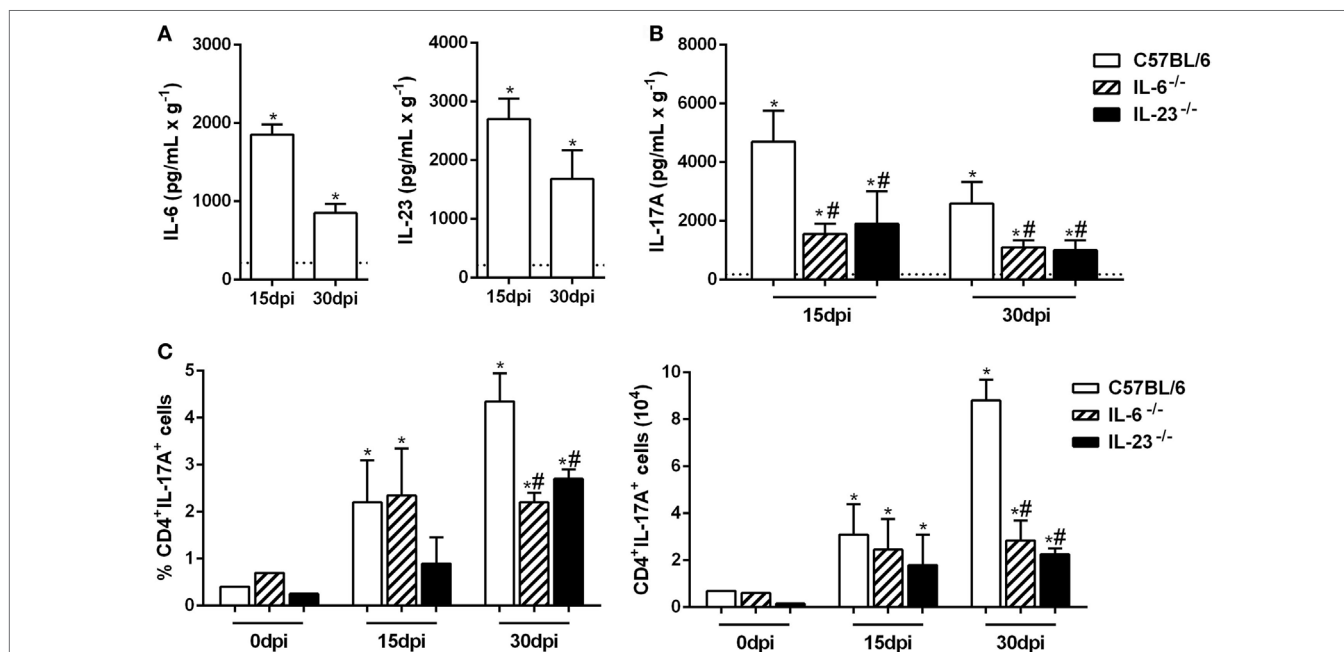 A
IL-6 (pg/mL x g⁻¹)
3000
2000
1000
0
15dpi 30dpi
IL-23 (pg/mL x g⁻¹)
4000
3000
2000
1000
0
15dpi 30dpi
* * * *
B
IL-17A (pg/mL x g⁻¹)
8000
6000
4000
2000
0
* *# *# * *# *#
15dpi 30dpi
C57BL/6
IL-6⁻/⁻
IL-23⁻/⁻
C
% CD4⁺IL-17A⁺ cells
5
4
3
2
1
0
* * * *# *#
0dpi 15dpi 30dpi
CD4⁺IL-17A⁺ cells (10⁴)
10
8
6
4
2
0
* * * * *# *#
0dpi 15dpi 30dpi
C57BL/6
IL-6⁻/⁻
IL-23⁻/⁻